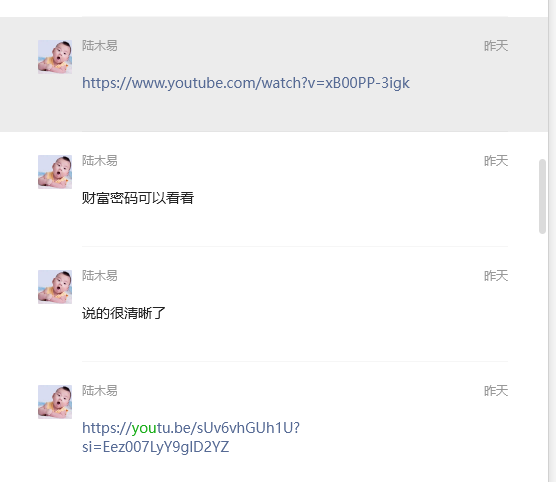 陆木易 昨天
https://www.youtube.com/watch?v=xB00PP-3igk
陆木易 昨天
财富密码可以看看
陆木易 昨天
说的很清晰了
陆木易 昨天
https://youtu.be/sUv6vhGUh1U?
si=Eez007LyY9gID2YZ